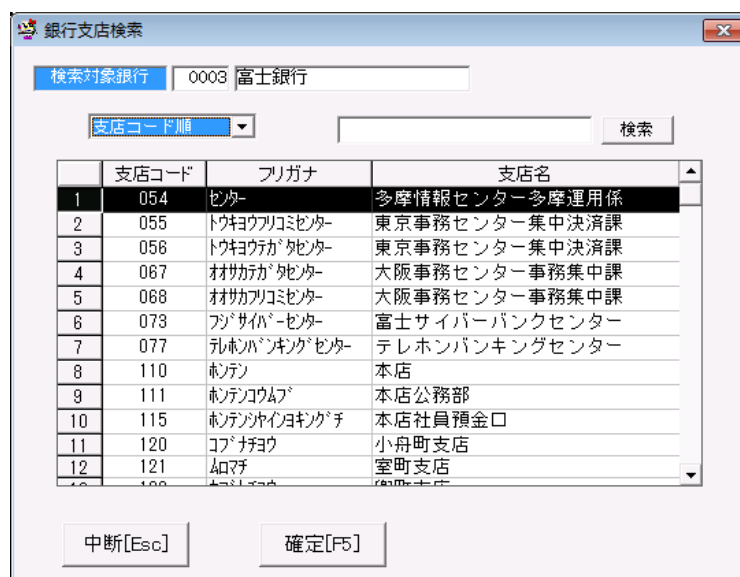 銀行支店検索
検索対象銀行 0003 富士銀行
支店コード順 検索
支店コード フリガナ 支店名
1 054 ｾﾝﾀｰ 多摩情報センター多摩運用係
2 055 ﾄｳｷﾖｳﾌﾘｺﾐｾﾝﾀｰ 東京事務センター集中決済課
3 056 ﾄｳｷﾖｳﾃｶﾞﾀｾﾝﾀｰ 東京事務センター集中決済課
4 067 ｵｵｻｶﾃｶﾞﾀｾﾝﾀｰ 大阪事務センター事務集中課
5 068 ｵｵｻｶﾌﾘｺﾐｾﾝﾀｰ 大阪事務センター事務集中課
6 073 ﾌｼﾞｻｲﾊﾞｰｾﾝﾀｰ 富士サイバーバンクセンター
7 077 ﾃﾚﾎﾝﾊﾞﾝｷﾝｸﾞｾﾝﾀｰ テレホンバンキングセンター
8 110 ﾎﾝﾃﾝ 本店
9 111 ﾎﾝﾃﾝｺｳﾑﾌﾞ 本店公務部
10 115 ﾎﾝﾃﾝｼﾔｲﾝﾖｷﾝｸﾞﾁ 本店社員預金口
11 120 ｺﾌﾞﾅﾁﾖｳ 小舟町支店
12 121 ﾑﾛﾏﾁ 室町支店
中断[Esc] 確定[F5]